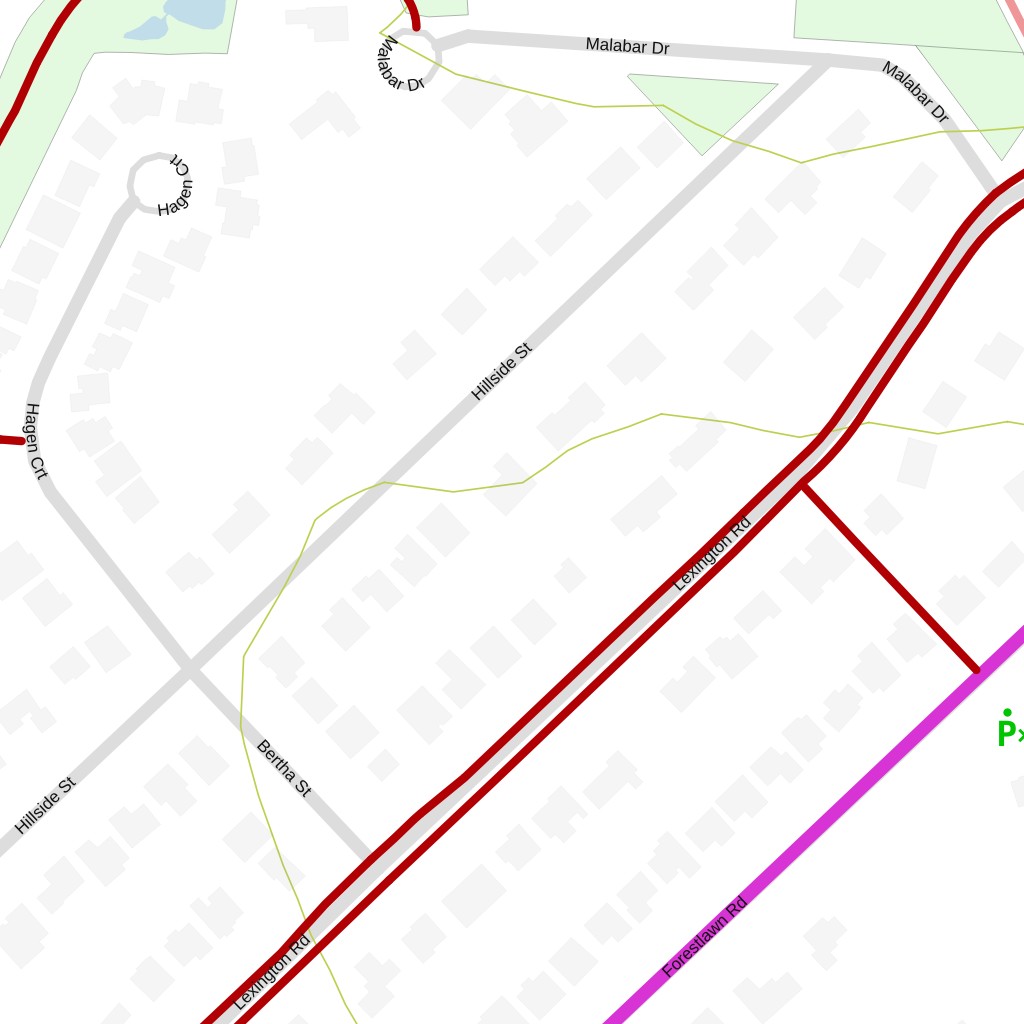 Malabar Dr
Malabar Dr
Malabar Dr
Hagen Crt
Hillside St
Hagen Crt
Lexington Rd
Bertha St
Hillside St
Forestlawn Rd
Lexington Rd
P